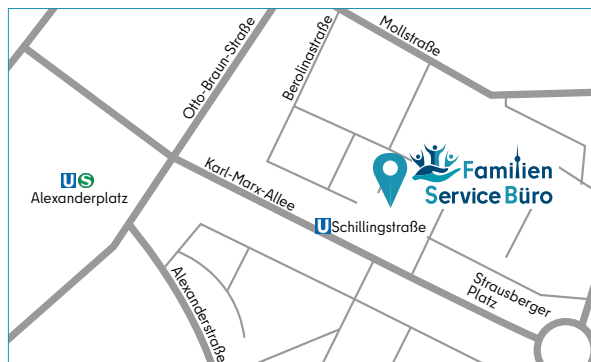 Mollstraße
Otto-Braun-Straße
Berolinastraße
Familien
Service Büro
Karl-Marx-Allee
U S
Alexanderplatz
U Schillingstraße
Strausberger
Platz
Alexanderstraße